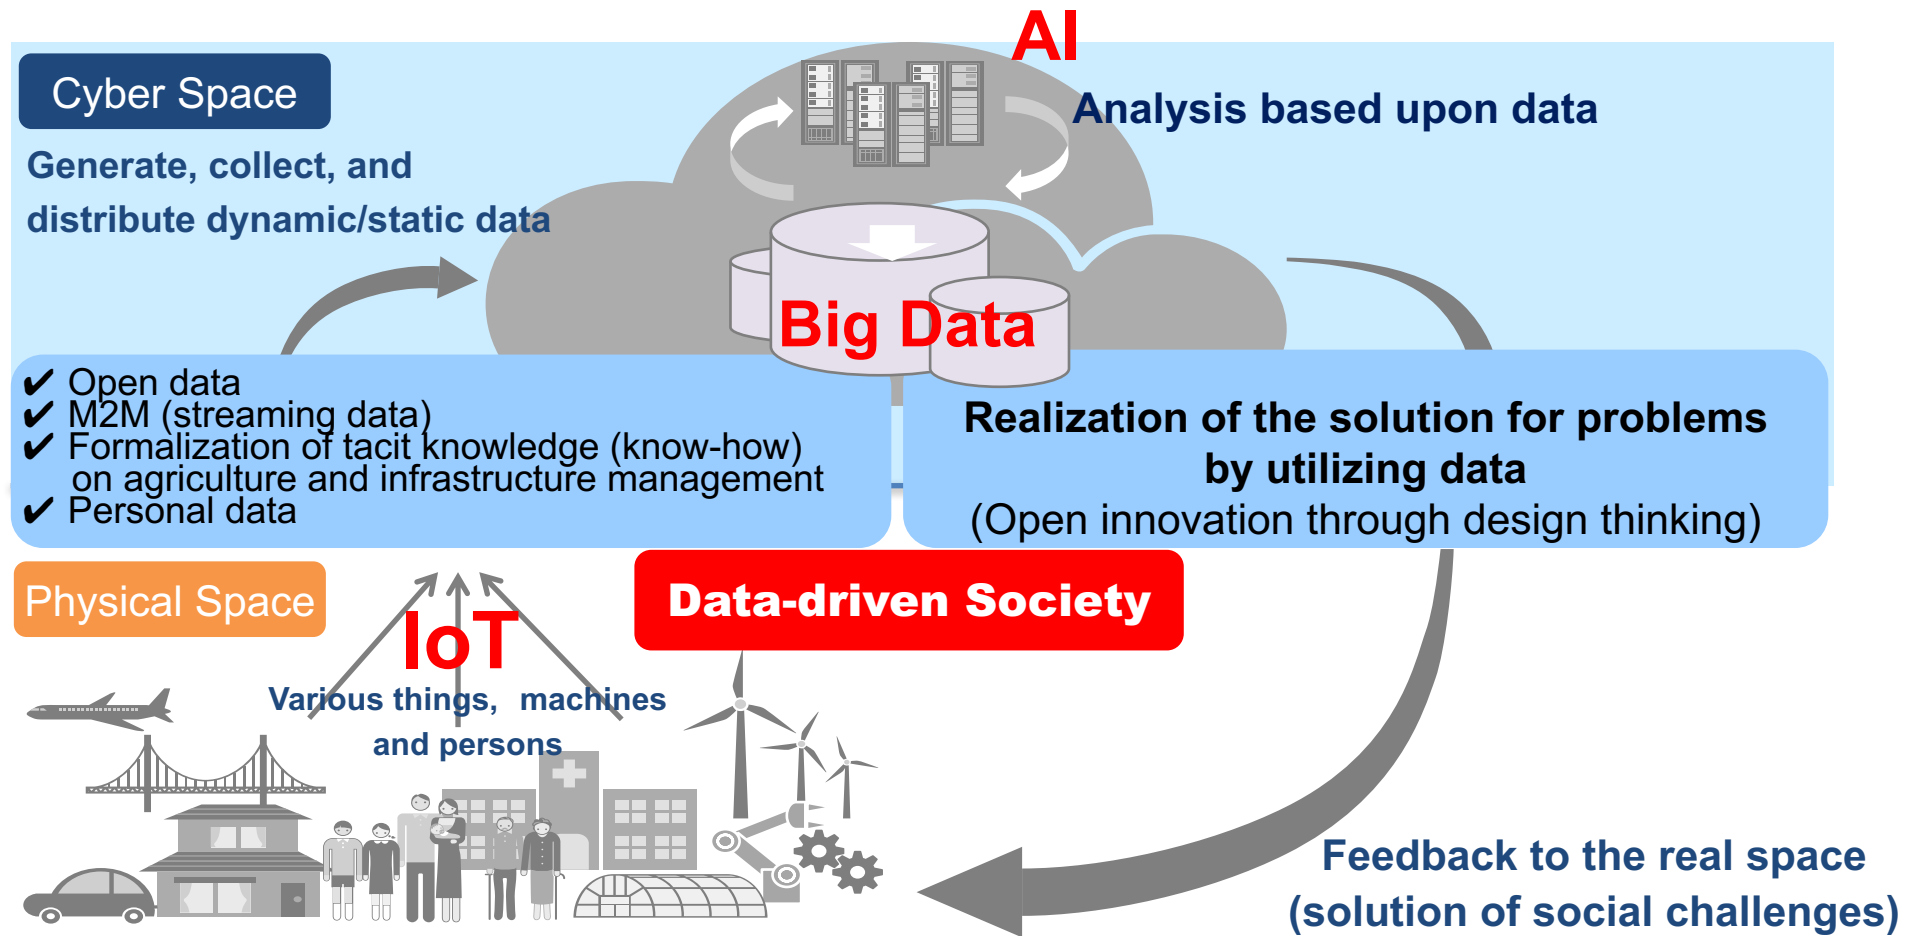 AI
Cyber Space
Analysis based upon data
Generate, collect, and
distribute dynamic/static data
Big Data
✔ Open data
✔ M2M (streaming data)
✔ Formalization of tacit knowledge (know-how)
on agriculture and infrastructure management
✔ Personal data
Realization of the solution for problems
by utilizing data
(Open innovation through design thinking)
Physical Space
Data-driven Society
IoT
Various things, machines
and persons
Feedback to the real space
(solution of social challenges)